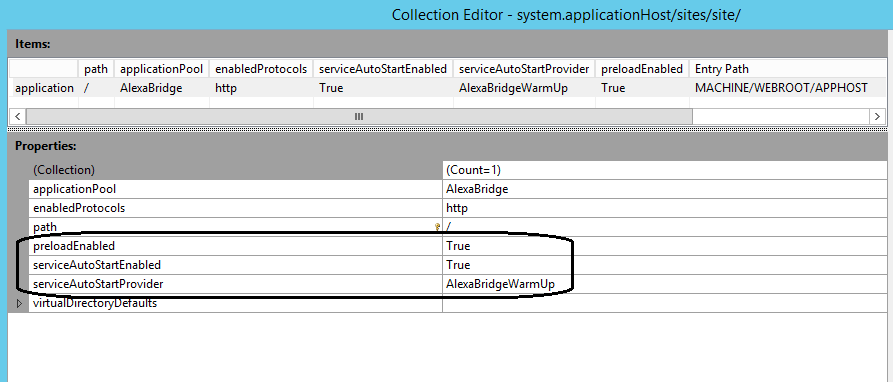 Collection Editor - system.applicationHost/sites/site/
Items:
path applicationPool enabledProtocols serviceAutoStartEnabled serviceAutoStartProvider preloadEnabled Entry Path
application / AlexaBridge http True AlexaBridgeWarmUp True MACHINE/WEBROOT/APPHOST
Properties:
(Collection) (Count=1)
applicationPool AlexaBridge
enabledProtocols http
path /
preloadEnabled True
serviceAutoStartEnabled True
serviceAutoStartProvider AlexaBridgeWarmUp
virtualDirectoryDefaults